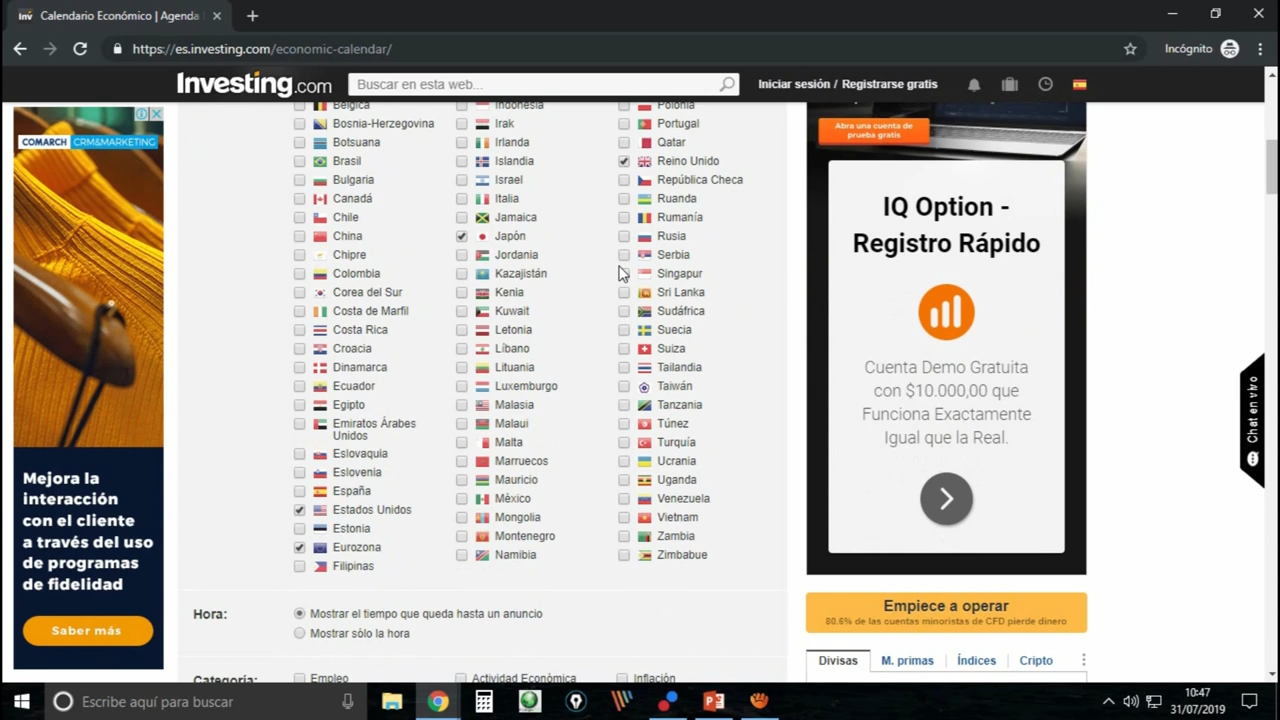 Calendario Económico | Agenda
https://es.investing.com/economic-calendar/
Incógnito
Investing.com
Buscar en esta web...
Iniciar sesión / Registrarse gratis
COMARCH CRM&MARKETING
Mejora la
interacción
con el cliente
a través del uso
de programas
de fidelidad
Saber más
Bélgica
Bosnia-Herzegovina
Botsuana
Brasil
Bulgaria
Canadá
Chile
China
Chipre
Colombia
Corea del Sur
Costa de Marfil
Costa Rica
Croacia
Dinamarca
Ecuador
Egipto
Emiratos Árabes
Unidos
Eslovaquia
Eslovenia
España
Estados Unidos
Estonia
Eurozona
Filipinas
Indonesia
Irak
Irlanda
Islandia
Israel
Italia
Jamaica
Japón
Jordania
Kazajistán
Kenia
Kuwait
Letonia
Líbano
Lituania
Luxemburgo
Malasia
Malaui
Malta
Marruecos
Mauricio
México
Mongolia
Montenegro
Namibia
Polonia
Portugal
Qatar
Reino Unido
República Checa
Ruanda
Rumanía
Rusia
Serbia
Singapur
Sri Lanka
Sudáfrica
Suecia
Suiza
Tailandia
Taiwán
Tanzania
Túnez
Turquía
Ucrania
Uganda
Venezuela
Vietnam
Zambia
Zimbabue
Hora:
Mostrar el tiempo que queda hasta un anuncio
Mostrar sólo la hora
Categoría:
Empleo
Actividad Económica
Inflación
Abra una cuenta de
prueba gratis
IQ Option -
Registro Rápido
Cuenta Demo Gratuita
con $10.000,00 que
Funciona Exactamente
Igual que la Real.
Empiece a operar
80.6% de las cuentas minoristas de CFD pierde dinero
Divisas
M. primas
Índices
Cripto
Chat en vivo
Escribe aquí para buscar
10:47
31/07/2019